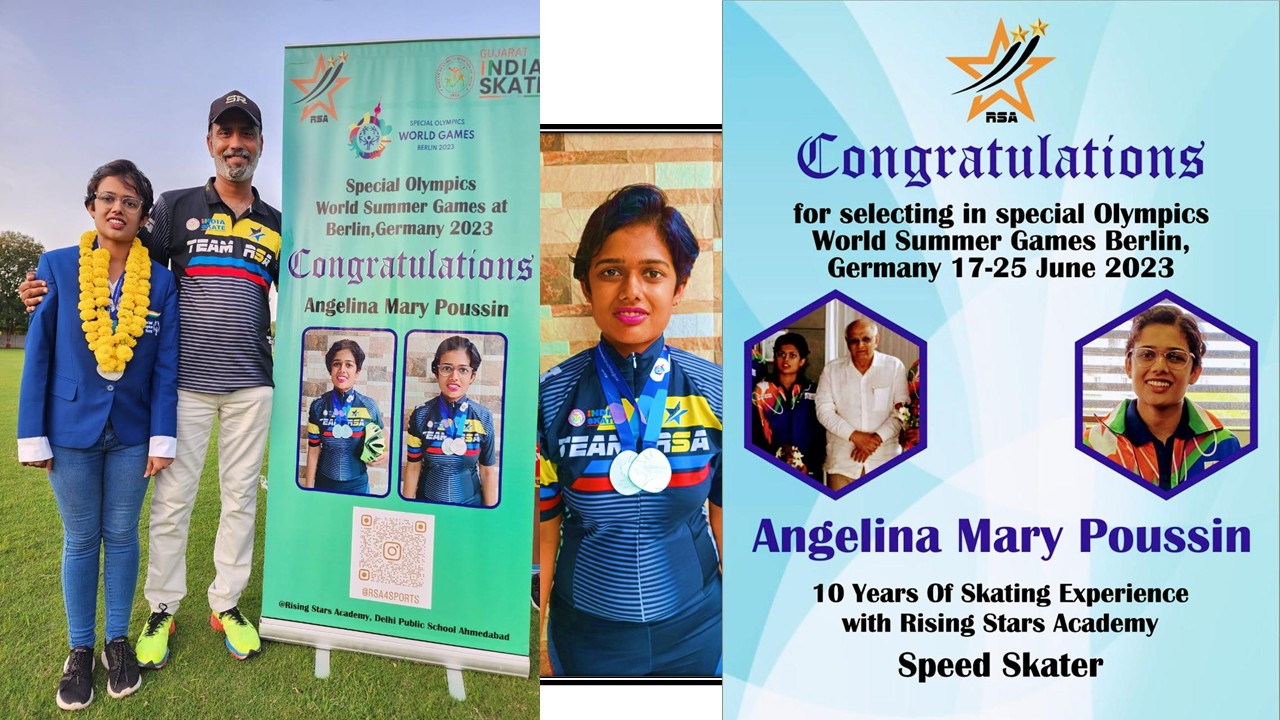 RSA
GUJARAT
INDIA
SKAT
SPECIAL OLYMPICS
WORLD GAMES
BERLIN 2023
Special Olympics
World Summer Games at
Berlin,Germany 2023
Congratulations
Angelina Mary Poussin
@RSA4SPORTS
@Rising Stars Academy, Delhi Public School Ahmedabad
SR
INDIA
SKATE
TEAM RSA
TEAM RSA
RSA
Congratulations
for selecting in special Olympics
World Summer Games Berlin,
Germany 17-25 June 2023
Angelina Mary Poussin
10 Years Of Skating Experience
with Rising Stars Academy
Speed Skater